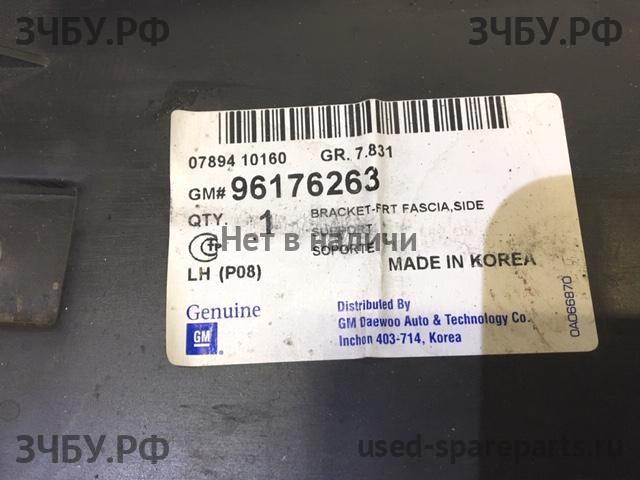 ЗЧБУ.РФ
ЗЧБУ.РФ
07894 10160 GR. 7.831
GM# 96176263
QTY. 1 BRACKET-FRT FASCIA,SIDE
SUPPORT
Нет в наличи
SOPORTE
LH (P08) MADE IN KOREA
Genuine
GM
Distributed By
GM Daewoo Auto & Technology Co.
Inchon 403-714, Korea
0A066870
ЗЧБУ.РФ
used-spareparts.ru